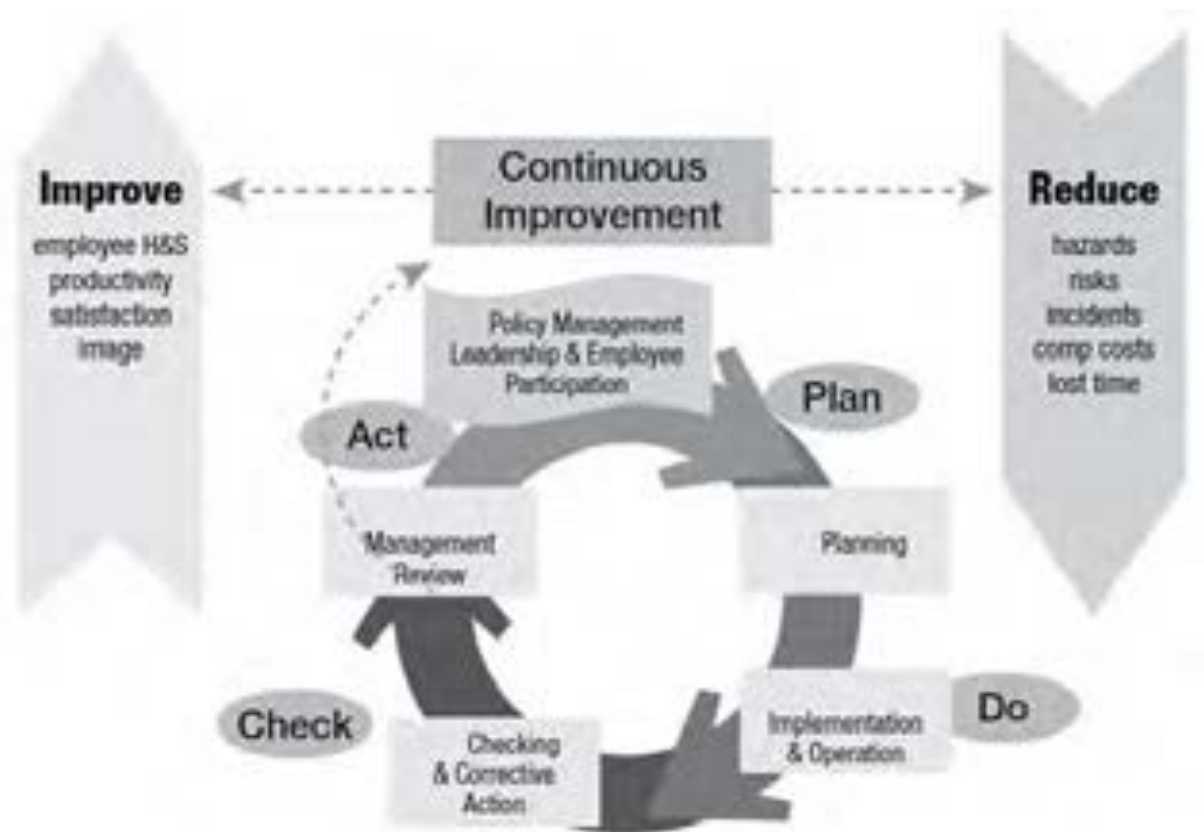 Improve
employee H&S
productivity
satisfaction
image
Continuous
Improvement
Reduce
hazards
risks
incidents
comp costs
lost time
Policy Management
Leadership & Employee
Participation
Plan
Act
Management
Review
Planning
Check
Checking
& Corrective
Action
Implementation
& Operation
Do